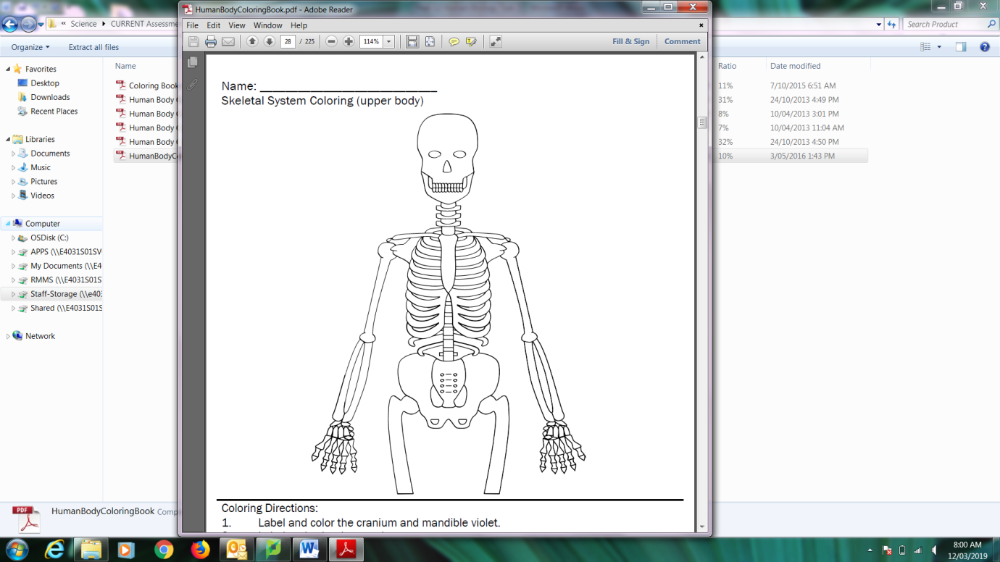 HumanBodyColoringBook.pdf - Adobe Reader
File Edit View Window Help
28 / 225 114% Fill & Sign Comment
« Science CURRENT Assessme
Search Product
Organize Extract all files
Favorites
Desktop
Downloads
Recent Places
Libraries
Documents
Music
Pictures
Videos
Computer
OSDisk (C:)
APPS (\\E4031S01SV
My Documents (\\E4
RMMS (\\E4031S01S
Staff-Storage (\\e403
Shared (\\E4031S01S
Network
Name
Coloring Book
Human Body C
Human Body C
Human Body C
Human Body C
HumanBodyCo
Name: ____________________________
Skeletal System Coloring (upper body)
Coloring Directions:
1. Label and color the cranium and mandible violet.
Ratio Date modified
11% 7/10/2015 6:51 AM
31% 24/10/2013 4:49 PM
8% 10/04/2013 3:01 PM
7% 10/04/2013 11:04 AM
32% 24/10/2013 4:50 PM
10% 3/05/2016 1:43 PM
PDF
HumanBodyColoringBook Comp
8:00 AM
12/03/2019